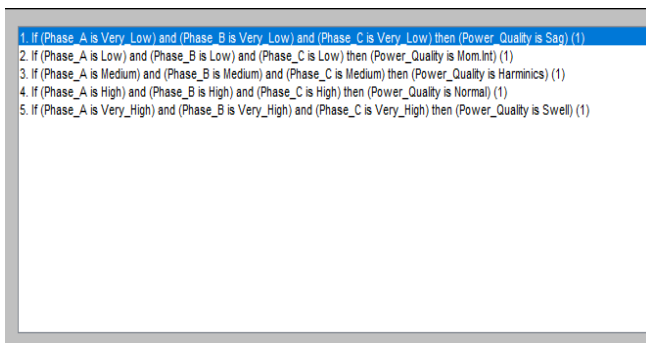 1. If (Phase_A is Very_Low) and (Phase_B is Very_Low) and (Phase_C is Very_Low) then (Power_Quality is Sag) (1)
2. If (Phase_A is Low) and (Phase_B is Low) and (Phase_C is Low) then (Power_Quality is Mom.Int) (1)
3. If (Phase_A is Medium) and (Phase_B is Medium) and (Phase_C is Medium) then (Power_Quality is Harminics) (1)
4. If (Phase_A is High) and (Phase_B is High) and (Phase_C is High) then (Power_Quality is Normal) (1)
5. If (Phase_A is Very_High) and (Phase_B is Very_High) and (Phase_C is Very_High) then (Power_Quality is Swell) (1)